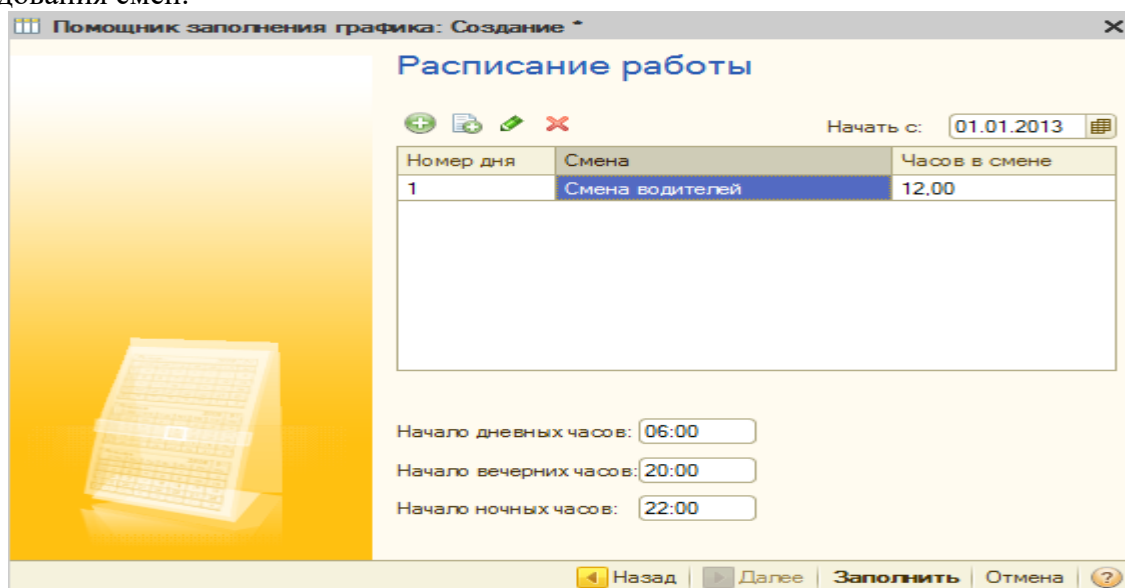 дования смен.
Помощник заполнения графика: Создание *
Расписание работы
Начать с: 01.01.2013
Номер дня Смена Часов в смене
1 Смена водителей 12,00
Начало дневных часов: 06:00
Начало вечерних часов: 20:00
Начало ночных часов: 22:00
Назад Далее Заполнить Отмена ?